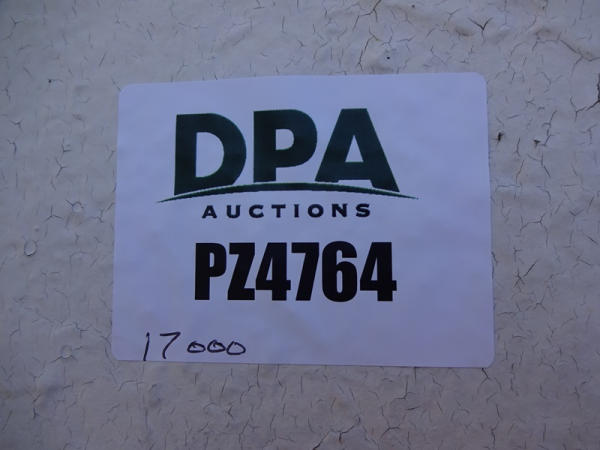 DPA
AUCTIONS
PZ4764
17000